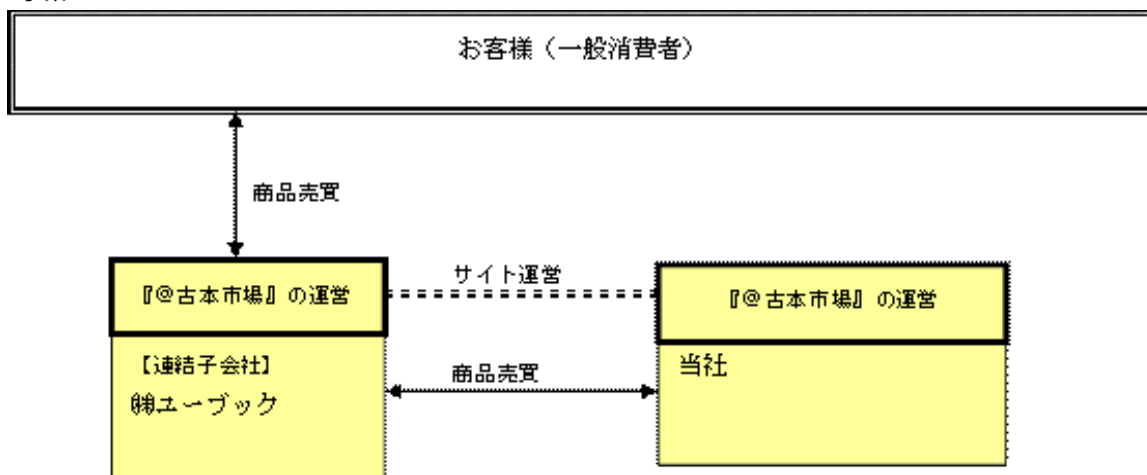 お客様（一般消費者）
商品売買
『＠古本市場』の運営
サイト運営
『＠古本市場』の運営
【連結子会社】
㈱ユーブック
商品売買
当社